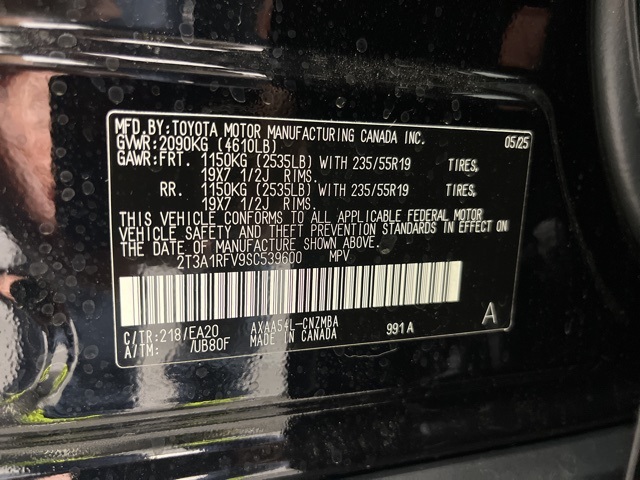 MFD.BY:TOYOTA MOTOR MANUFACTURING CANADA INC.
GVWR:2090KG (4610LB) 05/25
GAWR:FRT. 1150KG (2535LB) WITH 235/55R19 TIRES,
19X7 1/2J RIMS.
RR. 1150KG (2535LB) WITH 235/55R19 TIRES,
19X7 1/2J RIMS.
THIS VEHICLE CONFORMS TO ALL APPLICABLE FEDERAL MOTOR
VEHICLE SAFETY AND THEFT PREVENTION STANDARDS IN EFFECT ON
THE DATE OF MANUFACTURE SHOWN ABOVE.
2T3A1RFV9SC539600 MPV
C/TR:218/EA20 AXAA54L-CNZMBA 991A A
A/TM: /UB80F MADE IN CANADA